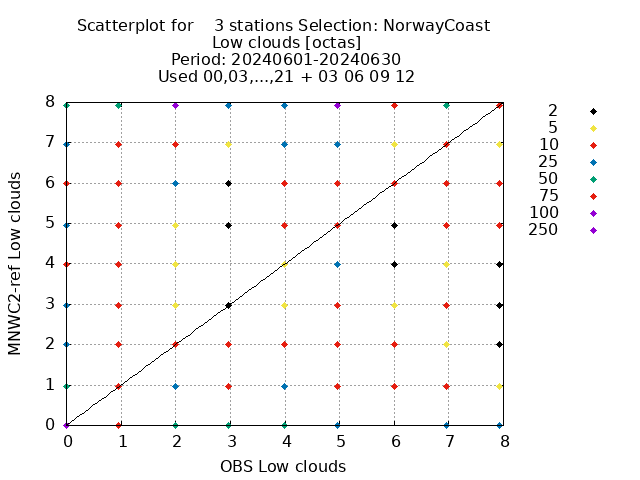 Scatterplot for    3 stations Selection: NorwayCoast
Low clouds [octas]
Period: 20240601-20240630
Used 00,03,...,21 + 03 06 09 12
8
7
6
5
4
3
2
1
0
MNWC2-ref Low clouds
0 1 2 3 4 5 6 7 8
OBS Low clouds
2
5
10
25
50
75
100
250